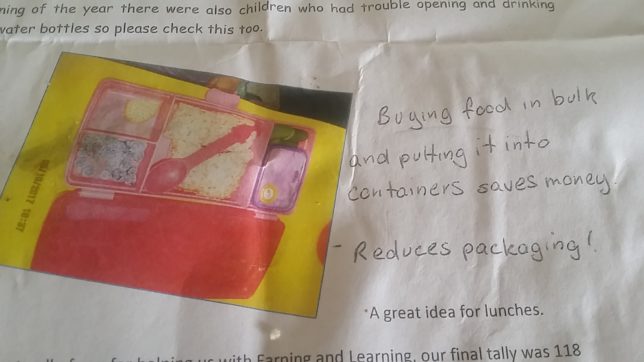 ning of the year there were also children who had trouble opening and drinking
water bottles so please check this too.
Buying food in bulk
and putting it into
containers saves money.
- Reduces packaging!
*A great idea for lunches.
with Earning and Learning, our final tally was 118